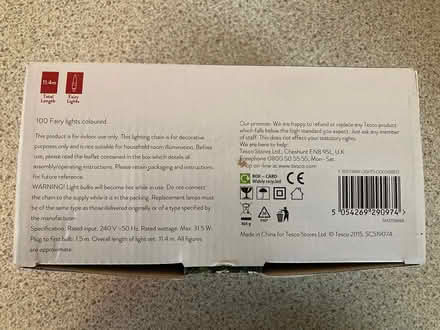 11.4m
Total
Length
Fairy
Lights
100 Fairy lights coloured
This product is for indoor use only. This lighting chain is for decorative
purposes only and is not suitable for household room illumination. Before
use, please read the leaflet contained in the box which details all
assembly/operating instructions. Please retain packaging and instructions
for future reference.
WARNING! Light bulbs will become hot while in use. Do not connect
the chain to the supply while it is in the packing. Replacement lamps must
be of the same type as those delivered originally or of a type specified by
the manufacturer.
Specification: Rated input: 240 V ~50 Hz. Rated wattage: Max. 31.5 W.
Plug to first bulb: 1.5 m. Overall length of light set: 11.4 m. All figures
are approximate.
Our promise. We are happy to refund or replace any Tesco product
which falls below the high standard you expect. Just ask any member
of staff. This does not affect your statutory rights.
We are here to help:
Tesco Stores Ltd., Cheshunt EN8 9SL, U.K.
Telephone 0800 50 55 55, Mon- Sat.
BOX - CARD
Widely recycled
PAP
5 054269 290974 >
Made in China for Tesco Stores Ltd. © Tesco 2015. SC519074